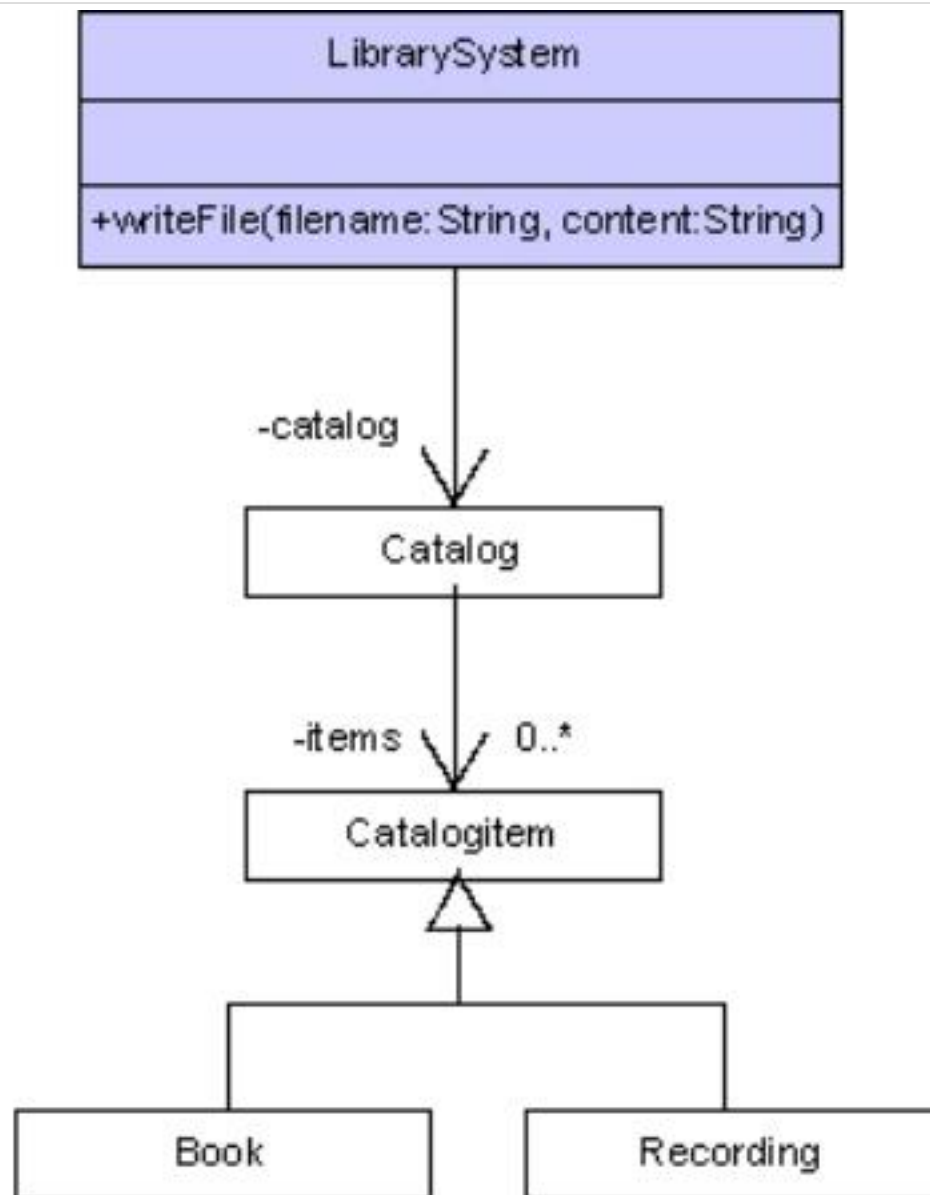 LibrarySystem
+writeFile(filename:String, content:String)
-catalog
Catalog
-items 0..*
Catalogitem
Book Recording